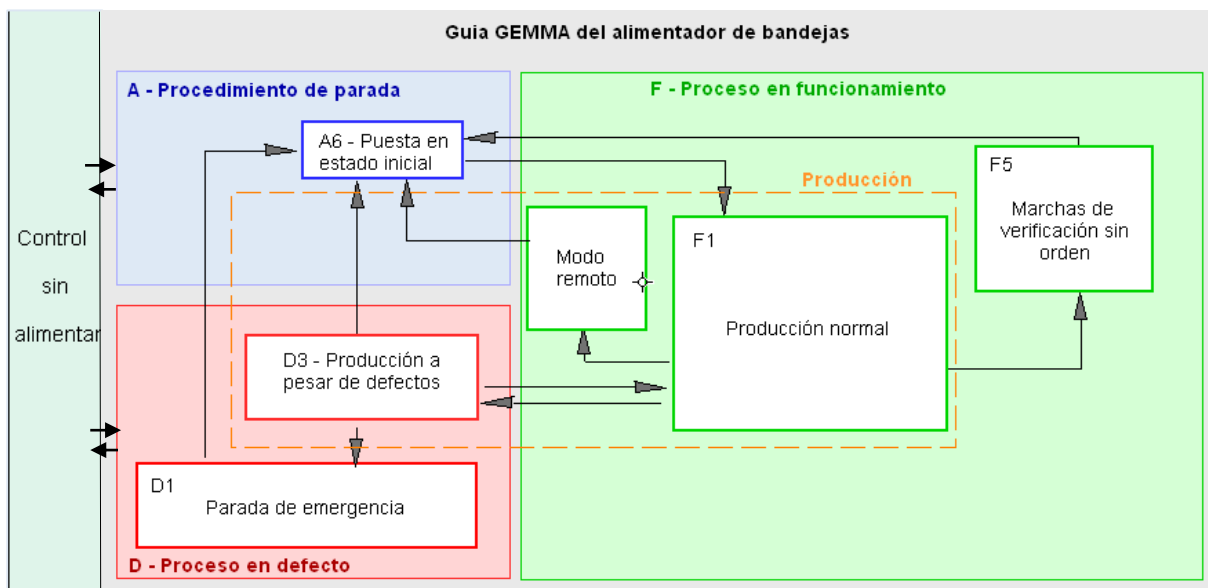 Guia GEMMA del alimentador de bandejas
A - Procedimiento de parada
F - Proceso en funcionamiento
A6 - Puesta en
estado inicial
Producción
F5
Marchas de
verificación sin
orden
Modo
remoto
F1
Producción normal
Control
sin
alimentar
D3 - Producción a
pesar de defectos
D1
Parada de emergencia
D - Proceso en defecto